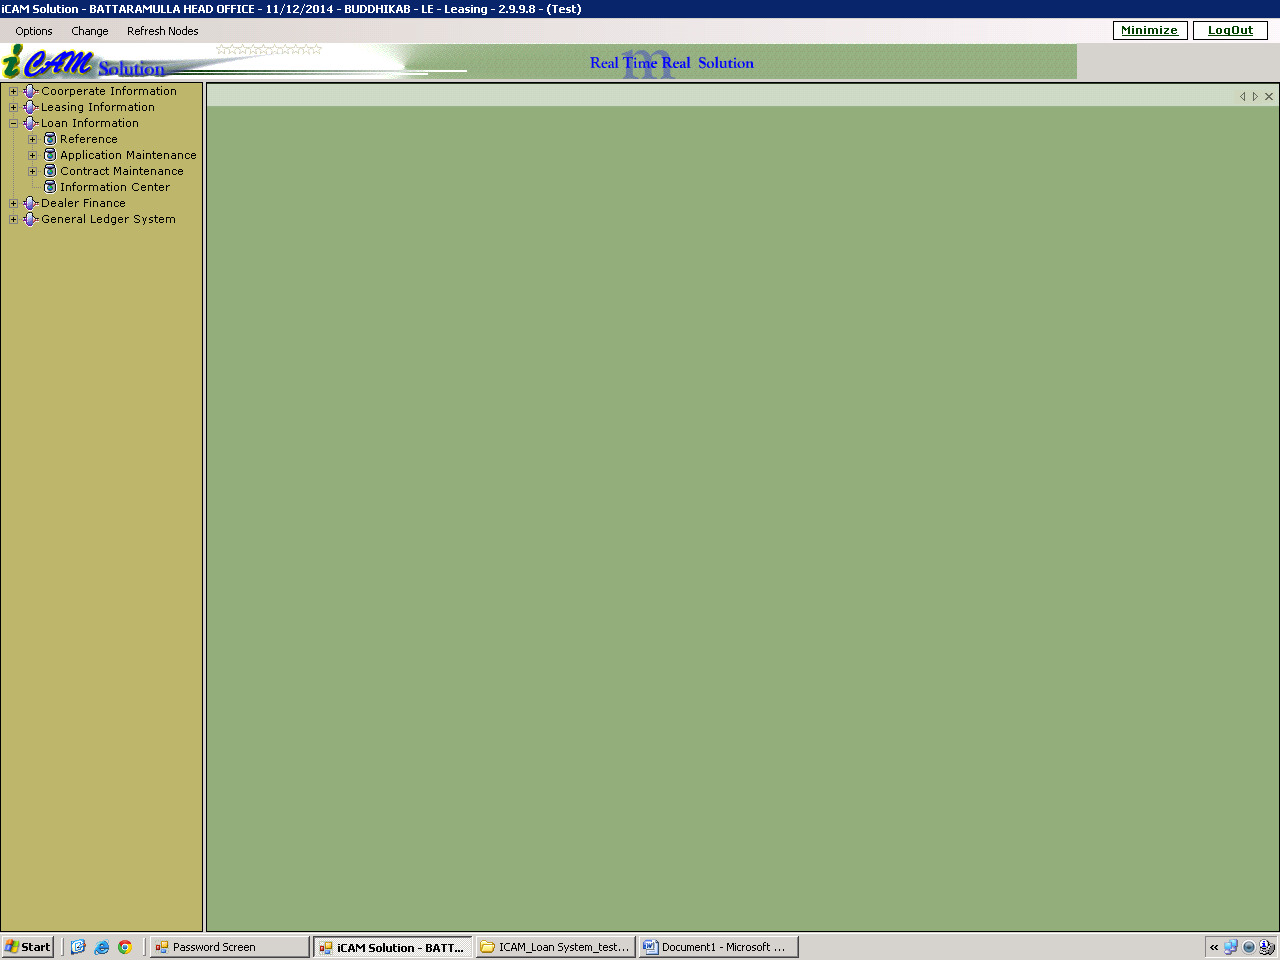 iCAM Solution - BATTARAMULLA HEAD OFFICE - 11/12/2014 - BUDDHIKAB - LE - Leasing - 2.9.9.8 - (Test)
Options Change Refresh Nodes Minimize LogOut
iCAM Solution Real Time Real Solution
m
Coorperate Information
Leasing Information
Loan Information
Reference
Application Maintenance
Contract Maintenance
Information Center
Dealer Finance
General Ledger System
Start Password Screen iCAM Solution - BATT... ICAM_Loan System_test... Document1 - Microsoft ...